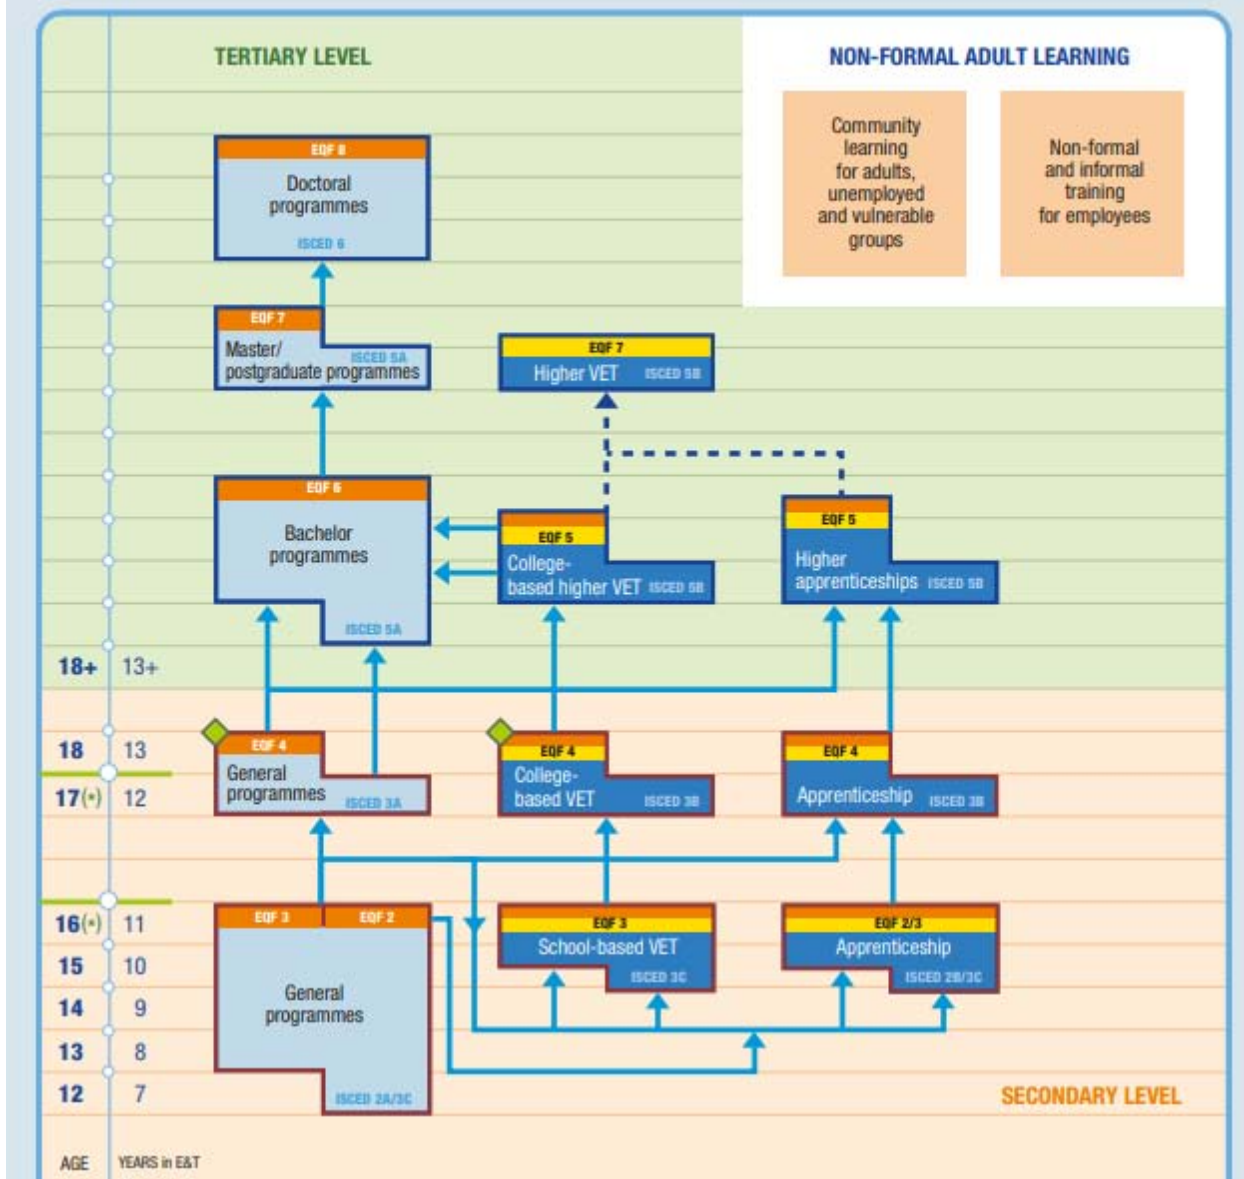 TERTIARY LEVEL
NON-FORMAL ADULT LEARNING
Community
learning
for adults,
unemployed
and vulnerable
groups
Non-formal
and informal
training
for employees
EQF 8
Doctoral
programmes
ISCED 6
EQF 7
Master/
postgraduate programmes
ISCED 5A
EQF 7
Higher VET ISCED 5B
EQF 6
Bachelor
programmes
ISCED 5A
EQF 5
College-
based higher VET ISCED 5B
EQF 5
Higher
apprenticeships ISCED 5B
18+ 13+
18 13
17(*) 12
EQF 4
General
programmes ISCED 3A
EQF 4
College-
based VET ISCED 3B
EQF 4
Apprenticeship ISCED 3B
16(*) 11
15 10
14 9
13 8
12 7
EQF 3 EQF 2
General
programmes
ISCED 2A/3C
EQF 3
School-based VET
ISCED 3C
EQF 2/3
Apprenticeship
ISCED 2B/3C
SECONDARY LEVEL
AGE YEARS in E&T